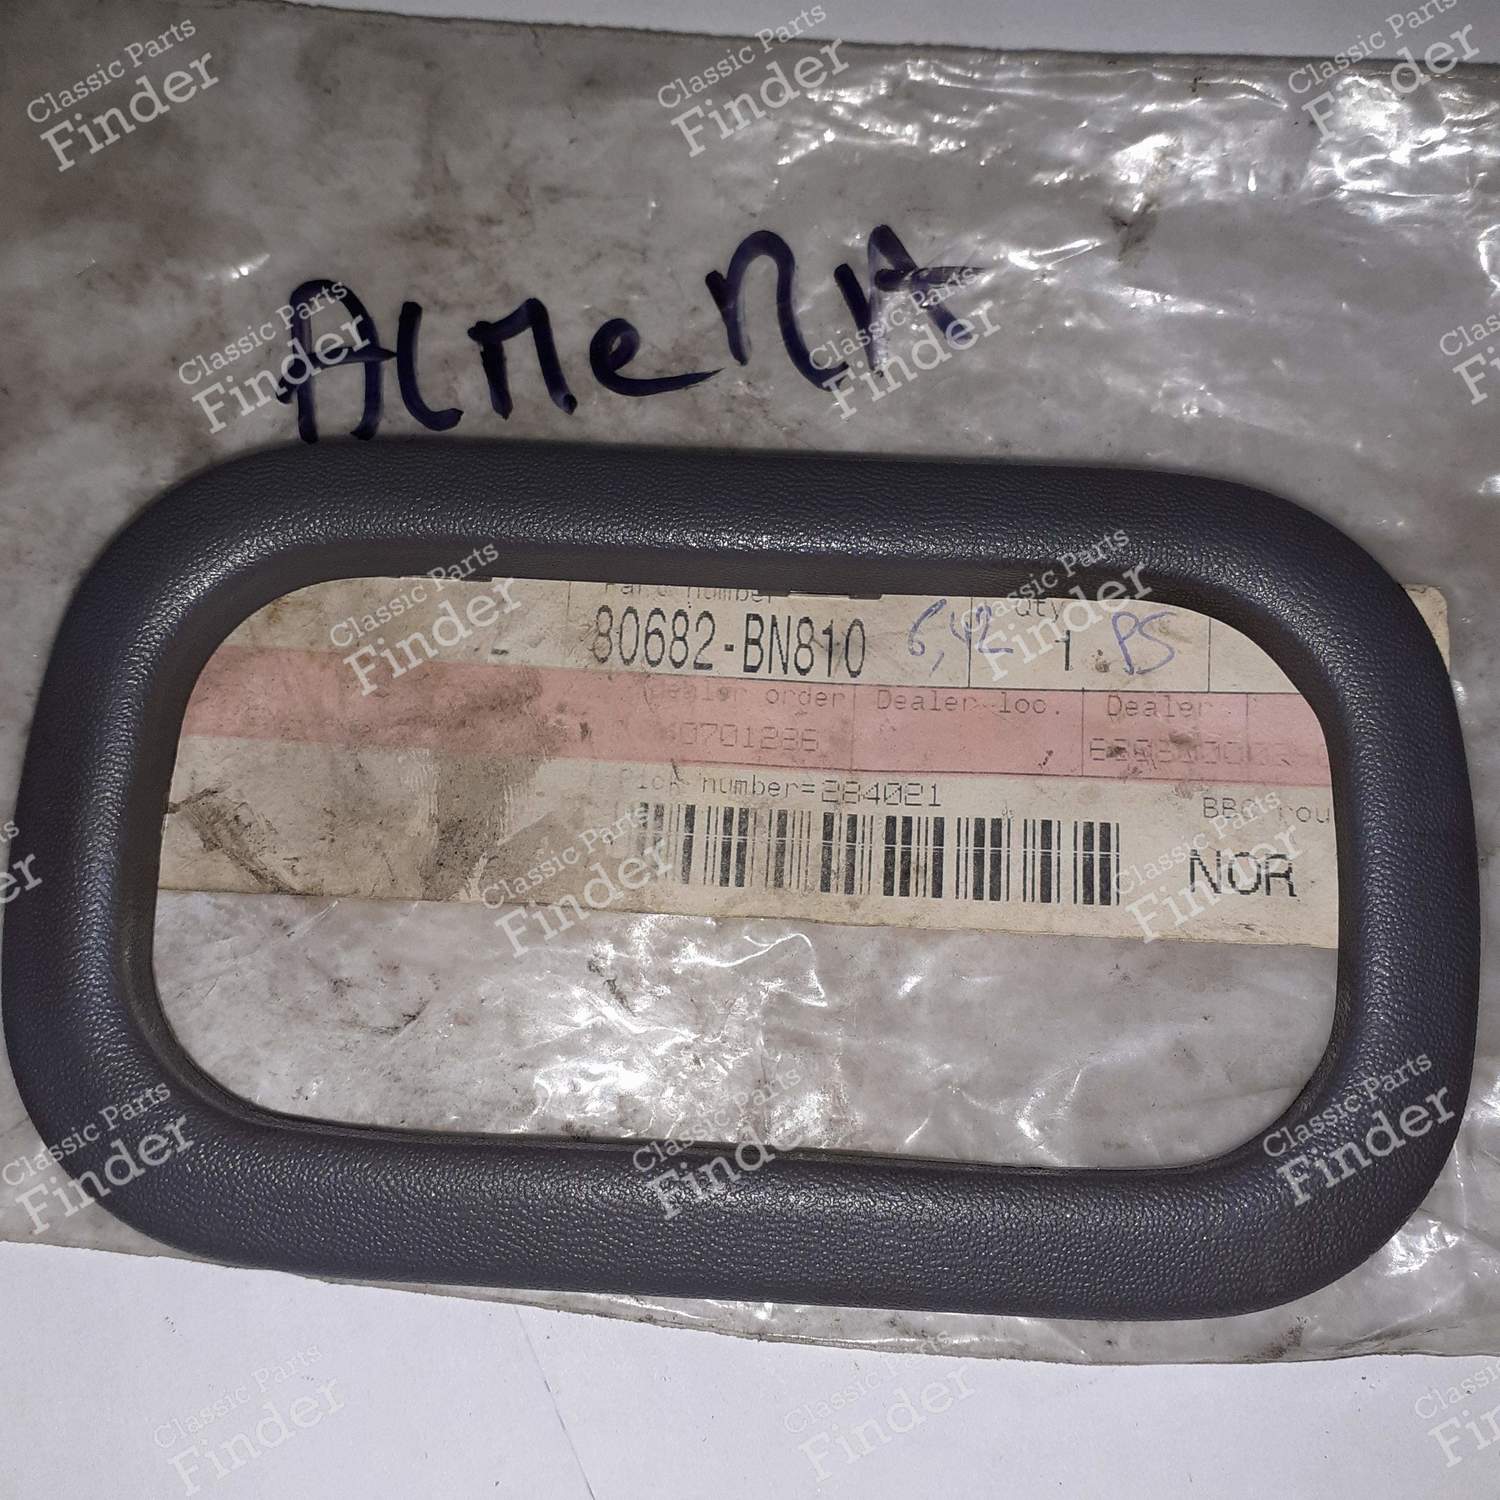 Classic Parts
Finder
ALMeRA
Part number
80682-BN810
6,42
Qty
1
PS
Dealer order
0701286
Dealer loc.
Dealer
Pick number=284021
NOR